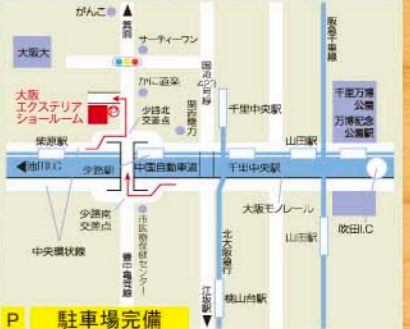 がんこ
箕面
サーティーワン
大阪大
国道423号線
阪急千里線
大阪
エクステリア
ショールーム
かに道楽
少路北
交差点
関西電力
千里中央駅
千里万博
公園
万博記念
公園駅
柴原駅
山田駅
池田I.C
少路駅
中国自動車道
千里中央駅
少路南
交差点
大阪モノレール
吹田I.C
中央環状線
市医療保健センター
北大阪急行
山田駅
江坂駅
桃山台駅
P 駐車場完備